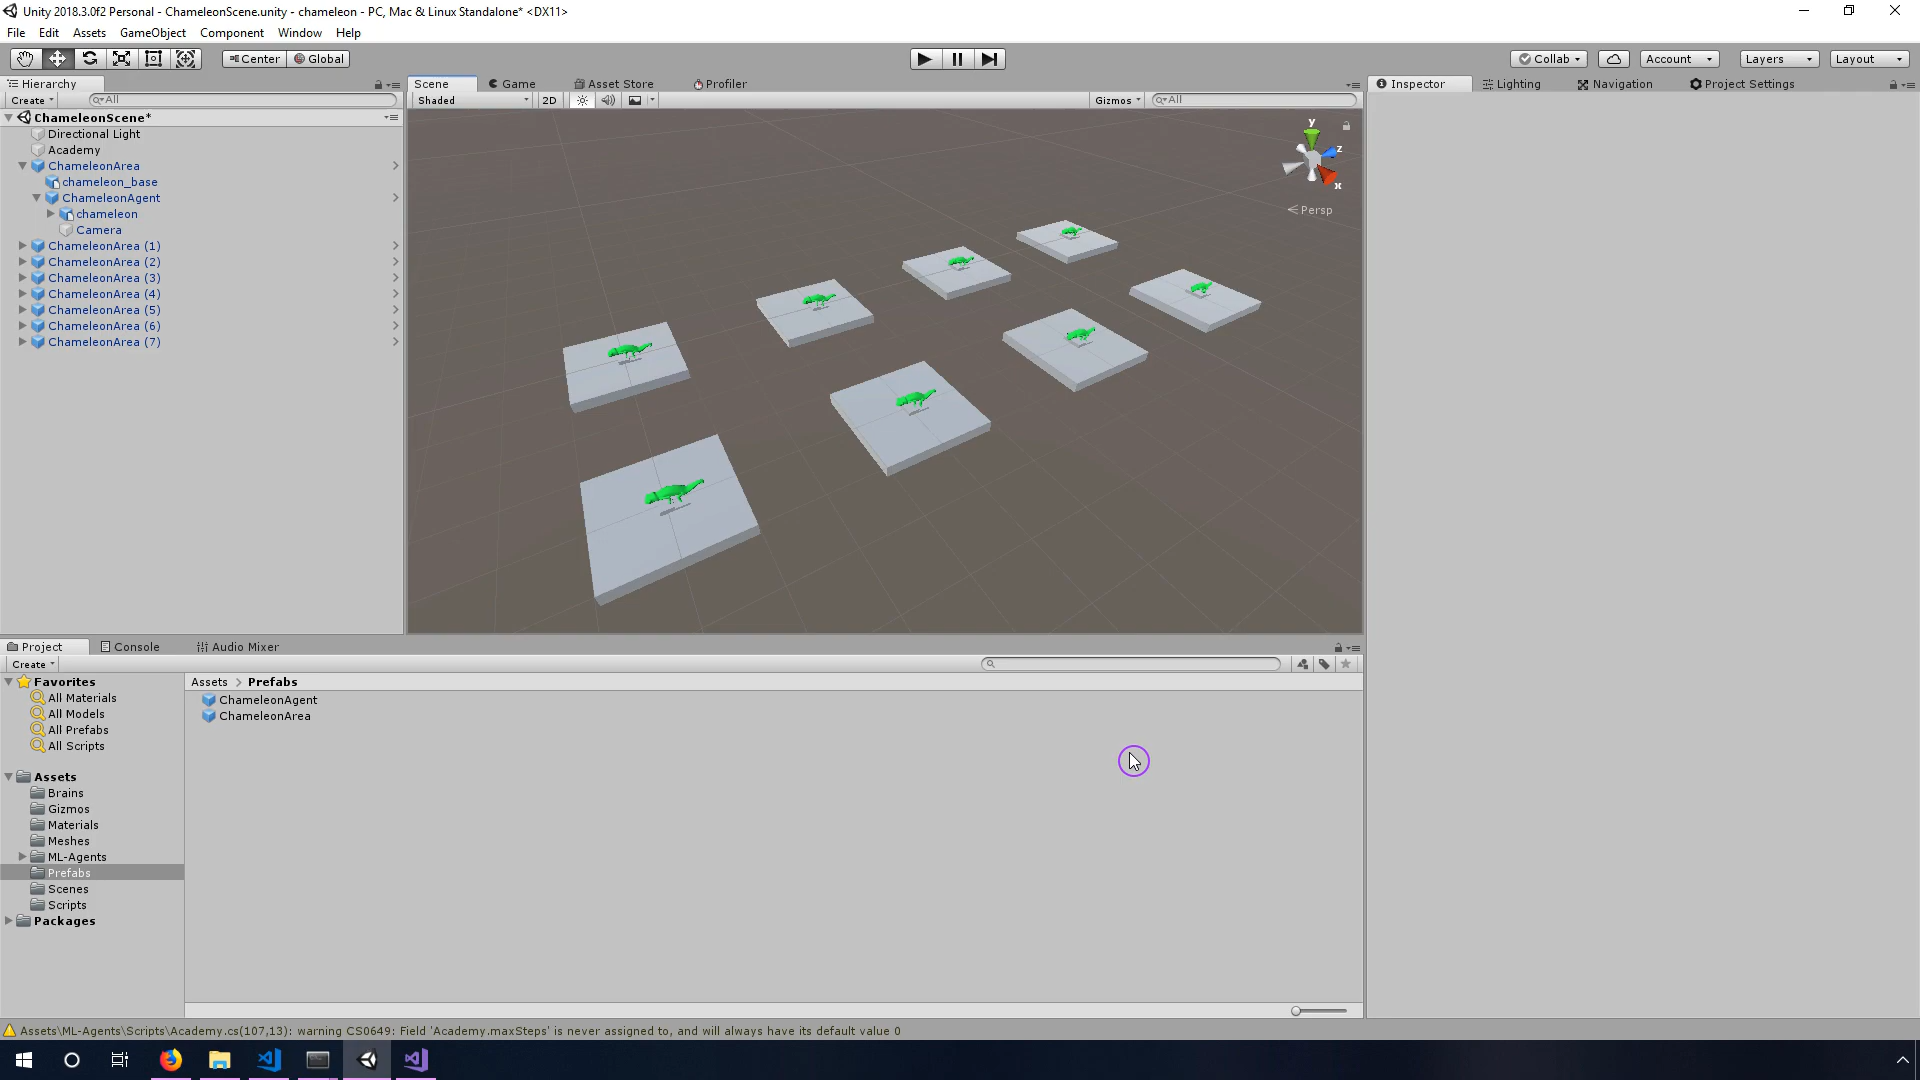 Unity 2018.3.0f2 Personal - ChameleonScene.unity - chameleon - PC, Mac & Linux Standalone* <DX11>
File Edit Assets GameObject Component Window Help
Center Global Collab Account Layers Layout
Hierarchy
Create All
ChameleonScene*
Directional Light
Academy
ChameleonArea
chameleon_base
ChameleonAgent
chameleon
Camera
ChameleonArea (1)
ChameleonArea (2)
ChameleonArea (3)
ChameleonArea (4)
ChameleonArea (5)
ChameleonArea (6)
ChameleonArea (7)
Scene Game Asset Store Profiler
Shaded 2D Gizmos All
y
z
x
Persp
Inspector Lighting Navigation Project Settings
Project Console Audio Mixer
Create
Favorites
All Materials
All Models
All Prefabs
All Scripts
Assets
Brains
Gizmos
Materials
Meshes
ML-Agents
Prefabs
Scenes
Scripts
Packages
Assets > Prefabs
ChameleonAgent
ChameleonArea
Assets\ML-Agents\Scripts\Academy.cs(107,13): warning CS0649: Field 'Academy.maxSteps' is never assigned to, and will always have its default value 0